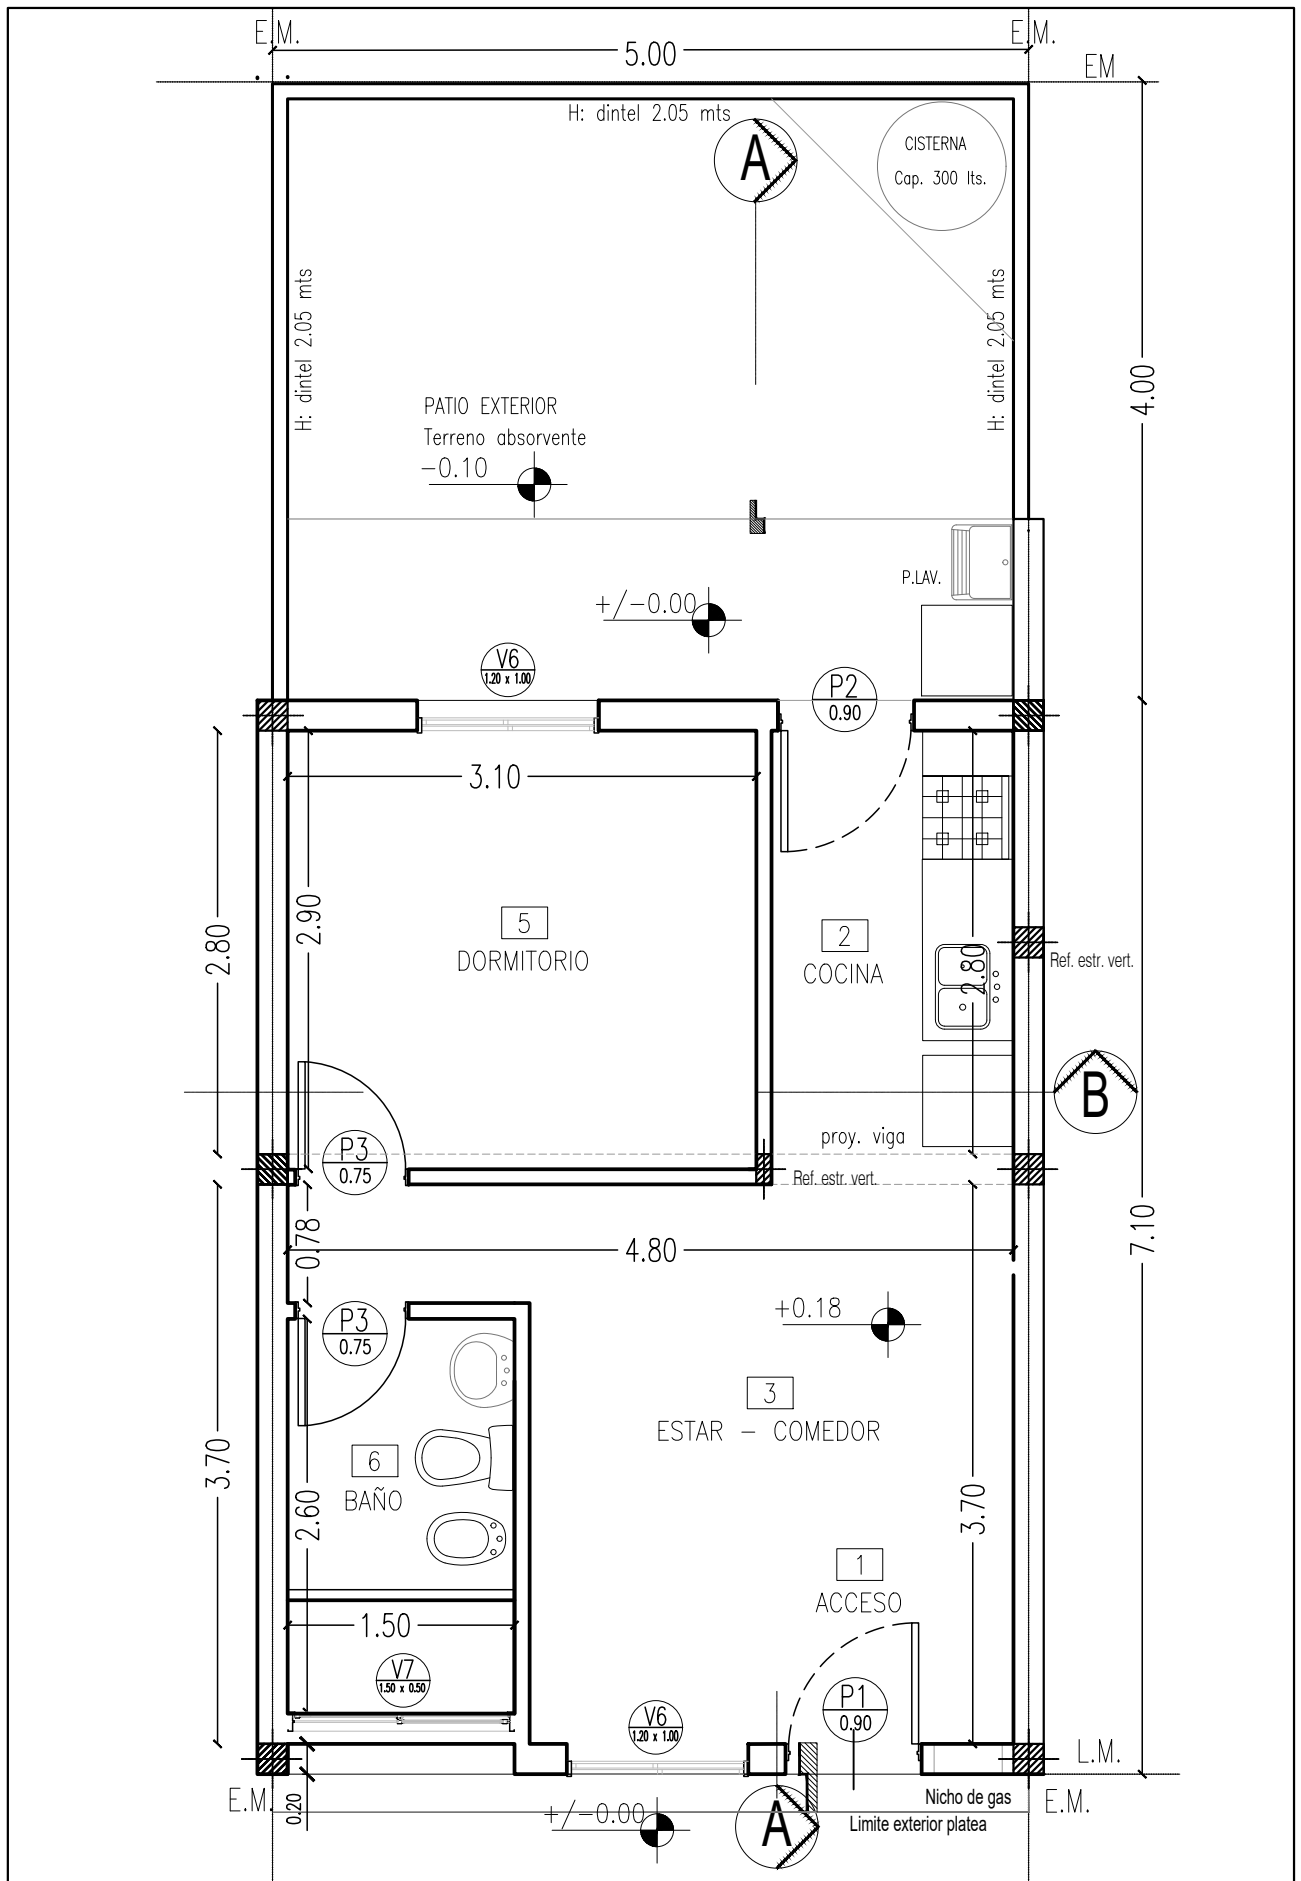 E.M.
E.M.
5.00
EM
H: dintel 2.05 mts
A
CISTERNA
Cap. 300 lts.
H: dintel 2.05 mts
H: dintel 2.05 mts
4.00
PATIO EXTERIOR
Terreno absorvente
-0.10
P.LAV.
+/-0.00
V6
1.20 x 1.00
P2
0.90
3.10
2.80
2.90
5
DORMITORIO
2
COCINA
2.80
Ref. estr. vert.
B
proy. viga
P3
0.75
Ref. estr. vert.
0.78
4.80
7.10
+0.18
P3
0.75
3
ESTAR - COMEDOR
3.70
6
BAÑO
2.60
3.70
1
ACCESO
1.50
V7
1.50 x 0.50
V6
1.20 x 1.00
P1
0.90
L.M.
E.M.
0.20
+/-0.00
A
Nicho de gas
E.M.
Limite exterior platea